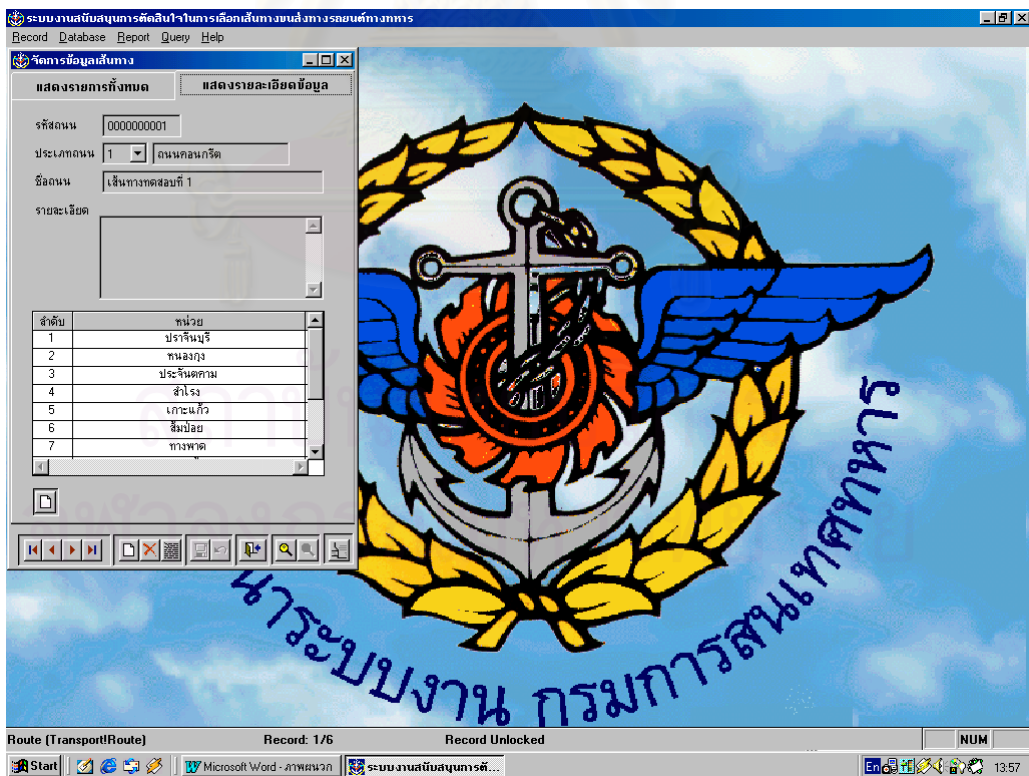 ระบบงานสนับสนุนการตัดสินใจในการเลือกเส้นทางขนส่งทางรถยนต์ทางทหาร
Record Database Report Query Help
จัดการข้อมูลเส้นทาง
แสดงรายการทั้งหมด แสดงรายละเอียดข้อมูล
รหัสถนน 0000000001
ประเภทถนน 1 ถนนคอนกรีต
ชื่อถนน เส้นทางทดสอบที่ 1
รายละเอียด
ลำดับ หน่วย
1 ปราจีนบุรี
2 หนองกุง
3 ประจันตคาม
4 สำโรง
5 เกาะแก้ว
6 ส้มป่อย
7 ทางพาด
นาระบบงาน กรมการสนเทศทหาร
Route (Transport!Route) Record: 1/6 Record Unlocked NUM
Start Microsoft Word - ภาพผนวก ระบบงานสนับสนุนการตั... En 13:57